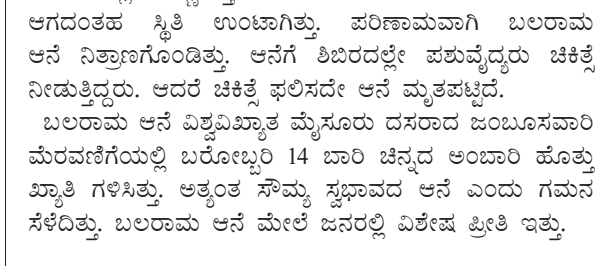 ಆಗದಂತಹ ಸ್ಥಿತಿ ಉಂಟಾಗಿತ್ತು. ಪರಿಣಾಮವಾಗಿ ಬಲರಾಮ
ಆನೆ ನಿತ್ರಾಣಗೊಂಡಿತ್ತು. ಆನೆಗೆ ಶಿಬಿರದಲ್ಲೇ ಪಶುವೈದ್ಯರು ಚಿಕಿತ್ಸೆ
ನೀಡುತ್ತಿದ್ದರು. ಆದರೆ ಚಿಕಿತ್ಸೆ ಫಲಿಸದೇ ಆನೆ ಮೃತಪಟ್ಟಿದೆ.
ಬಲರಾಮ ಆನೆ ವಿಶ್ವವಿಖ್ಯಾತ ಮೈಸೂರು ದಸರಾದ ಜಂಬೂಸವಾರಿ
ಮೆರವಣಿಗೆಯಲ್ಲಿ ಬರೋಬ್ಬರಿ 14 ಬಾರಿ ಚಿನ್ನದ ಅಂಬಾರಿ ಹೊತ್ತು
ಖ್ಯಾತಿ ಗಳಿಸಿತ್ತು. ಅತ್ಯಂತ ಸೌಮ್ಯ ಸ್ವಭಾವದ ಆನೆ ಎಂದು ಗಮನ
ಸೆಳೆದಿತ್ತು. ಬಲರಾಮ ಆನೆ ಮೇಲೆ ಜನರಲ್ಲಿ ವಿಶೇಷ ಪ್ರೀತಿ ಇತ್ತು.